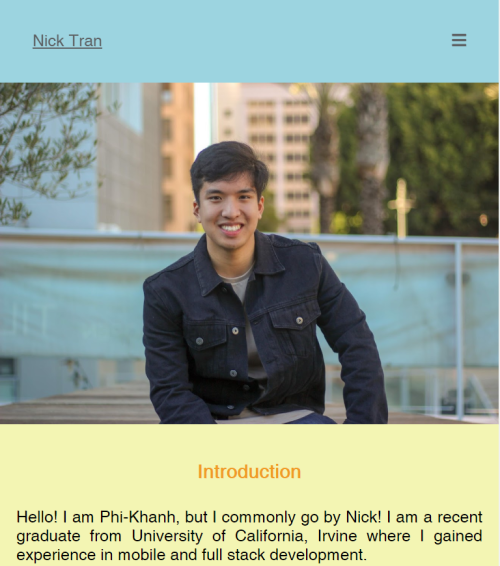 Nick Tran
Introduction
Hello! I am Phi-Khanh, but I commonly go by Nick! I am a recent
graduate from University of California, Irvine where I gained
experience in mobile and full stack development.